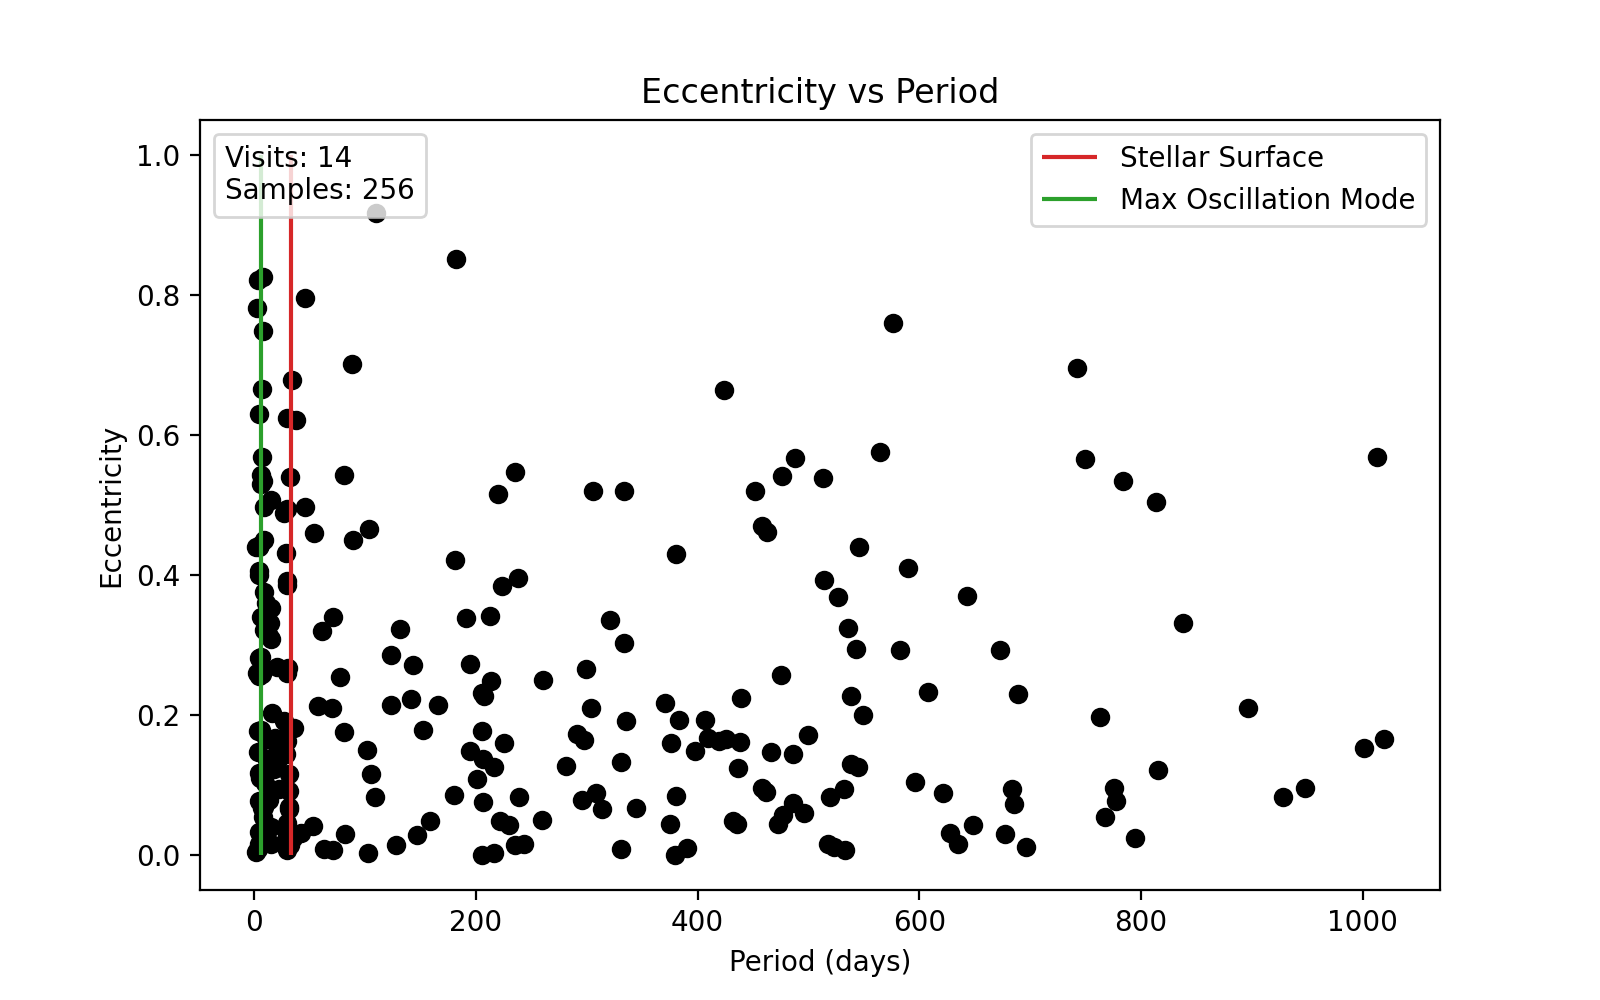 Eccentricity vs Period
Visits: 14
Samples: 256
Stellar Surface
Max Oscillation Mode
Eccentricity
1.0
0.8
0.6
0.4
0.2
0.0
0
200
400
600
800
1000
Period (days)